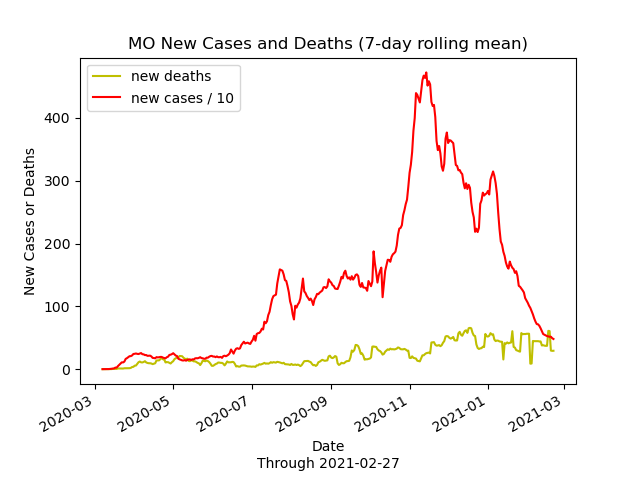 MO New Cases and Deaths (7-day rolling mean)
new deaths
new cases / 10
New Cases or Deaths
400
300
200
100
0
2020-03
2020-05
2020-07
2020-09
2020-11
2021-01
2021-03
Date
Through 2021-02-27